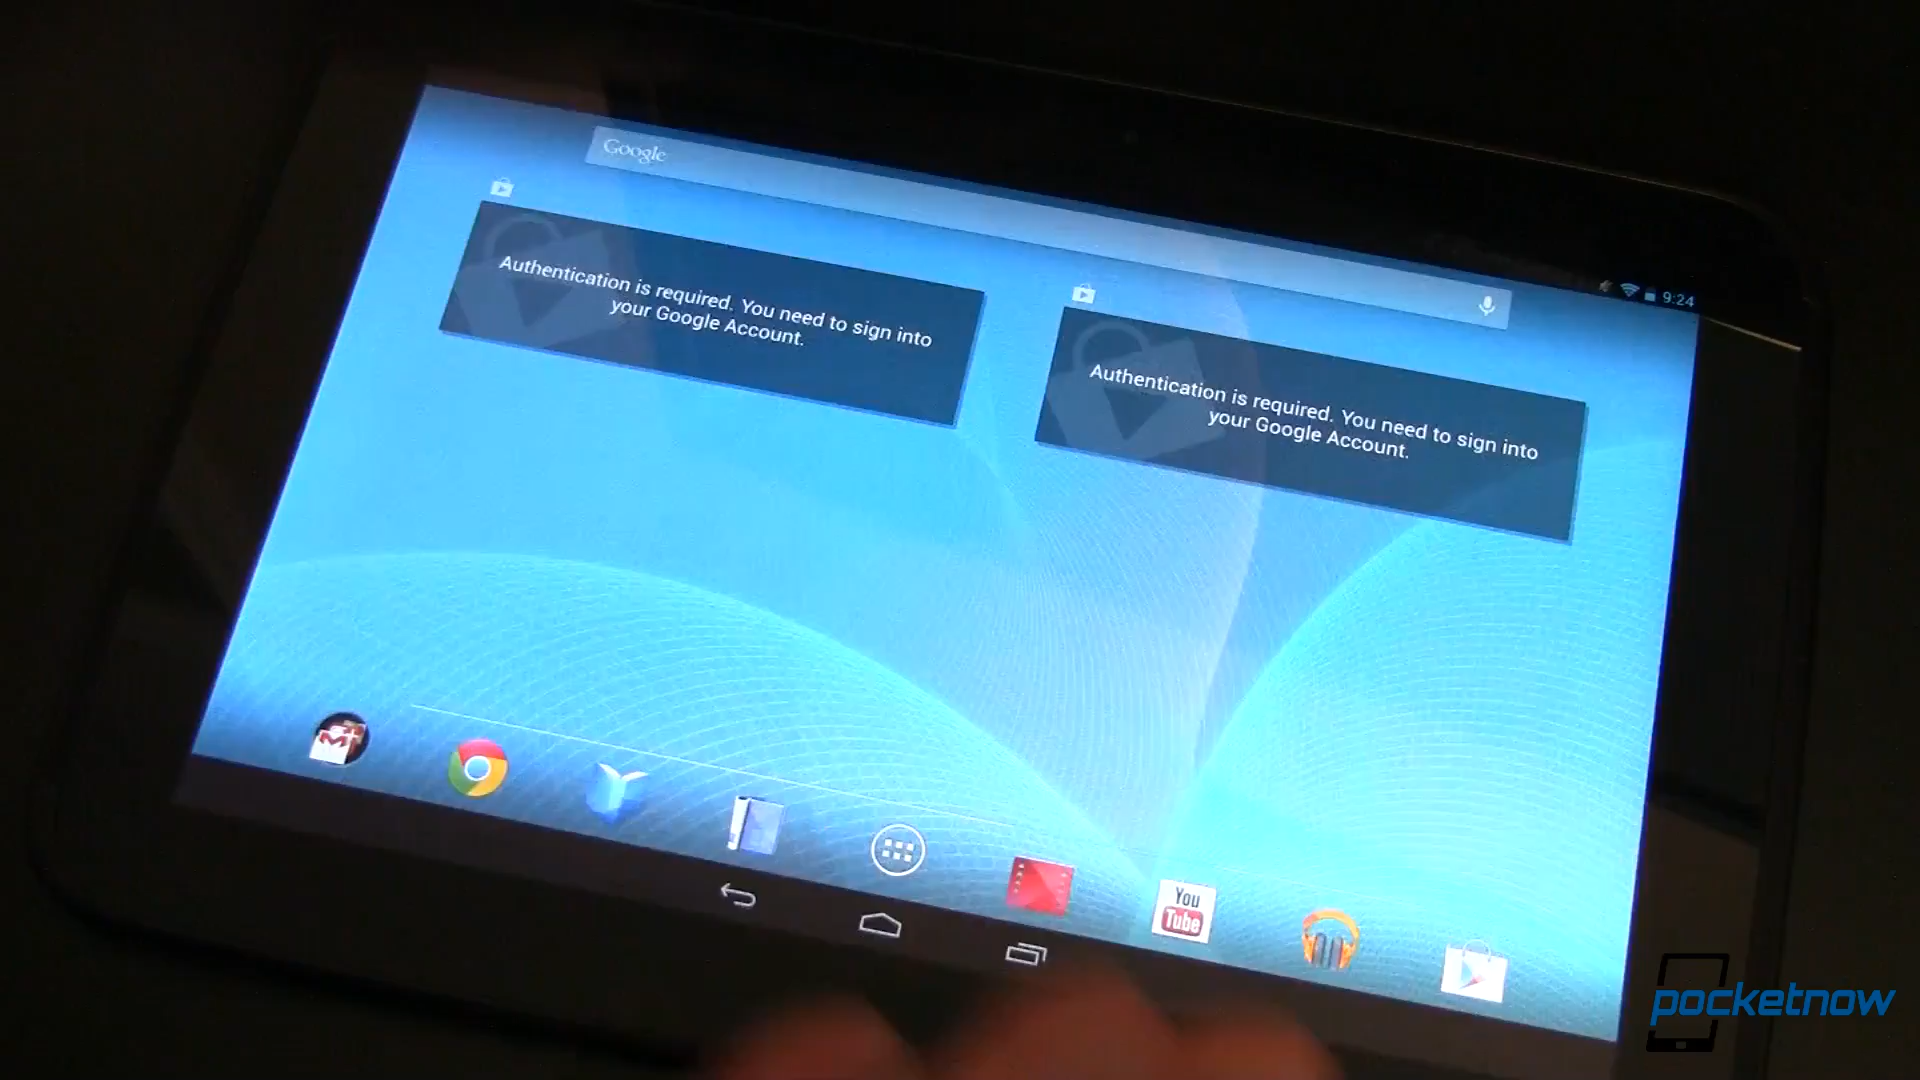 Google
9:24
Authentication is required. You need to sign into
your Google Account.
Authentication is required. You need to sign into
your Google Account.
You
Tube
pocketnow